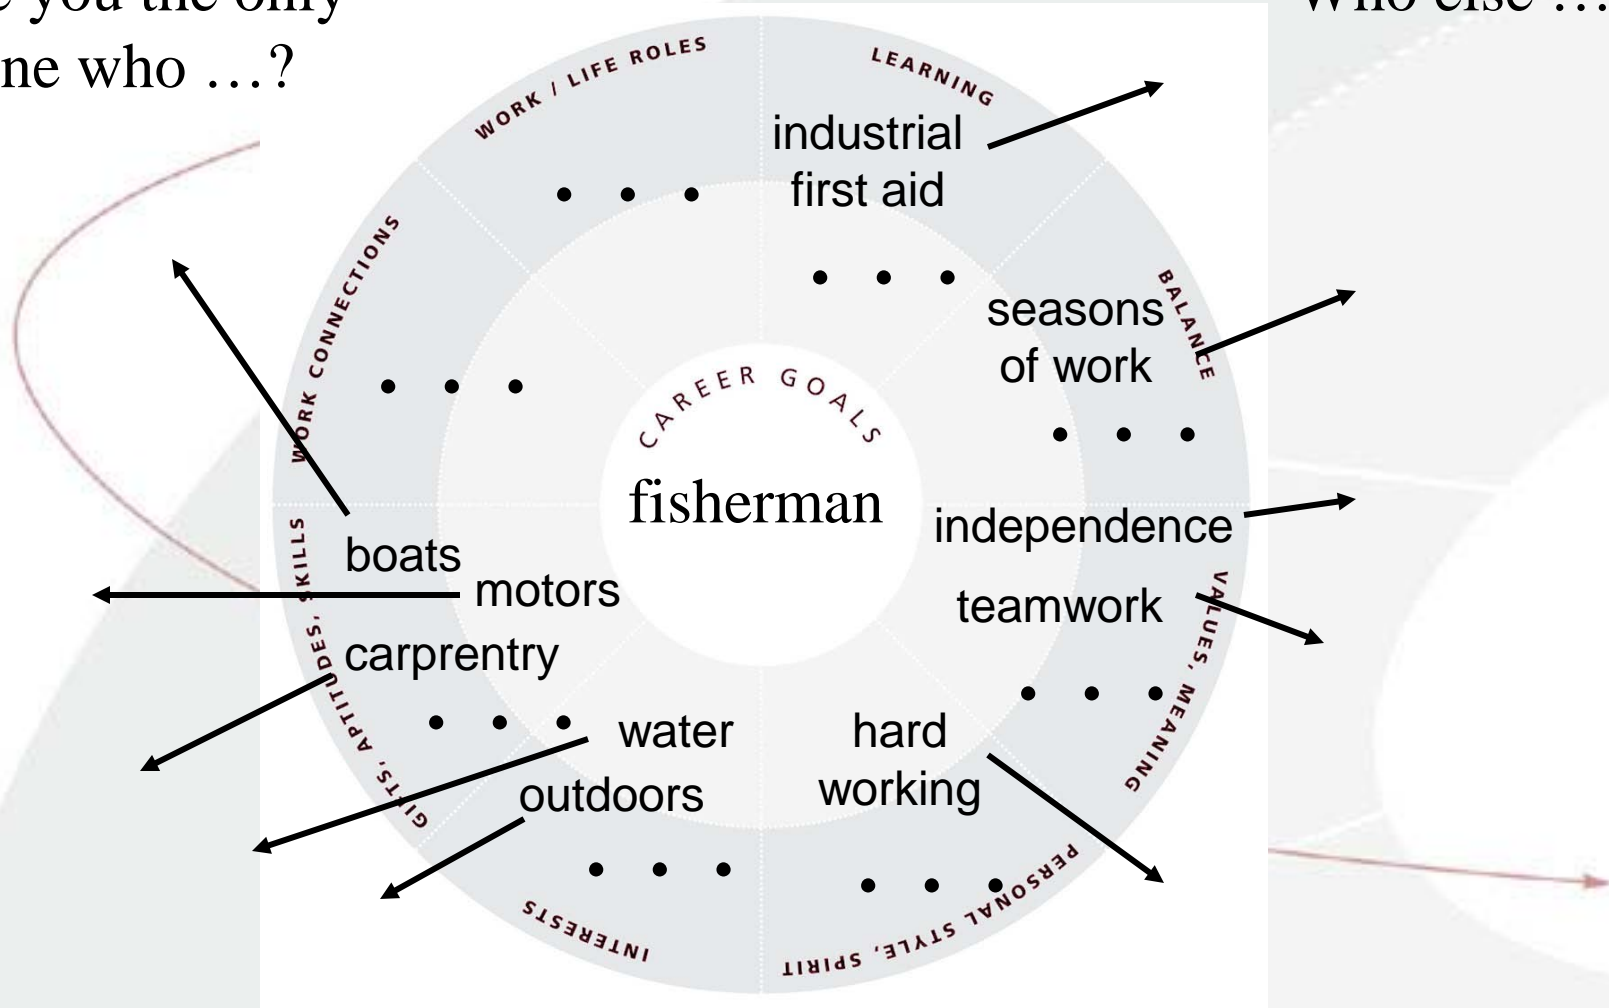 you the only
ne who …?
who else …
WORK / LIFE ROLES
LEARNING
industrial
first aid
• • •
• • •
WORK CONNECTIONS
BALANCE
seasons
of work
• • •
• • •
CAREER GOALS
fisherman
independence
teamwork
VALUES, MEANING
• • •
GIFTS, APTITUDES, SKILLS
boats
motors
carprentry
• • •
water
outdoors
INTERESTS
• • •
hard
working
PERSONAL STYLE, SPIRIT
• • •